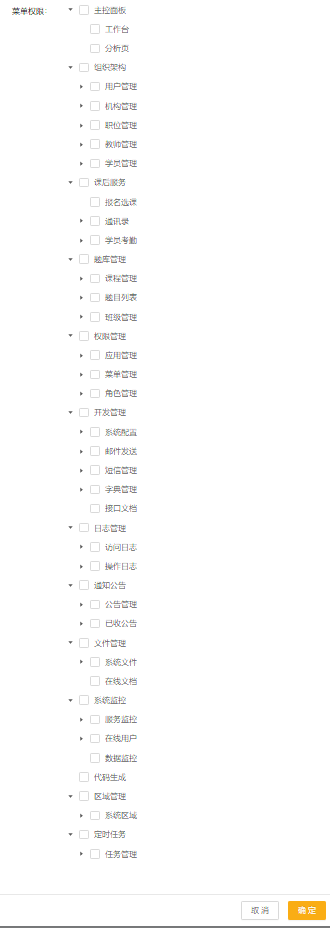 菜单权限:
主控面板
工作台
分析页
组织架构
用户管理
机构管理
职位管理
教师管理
学员管理
课后服务
报名选课
通讯录
学员考勤
题库管理
课程管理
题目列表
班级管理
权限管理
应用管理
菜单管理
角色管理
开发管理
系统配置
邮件发送
短信管理
字典管理
接口文档
日志管理
访问日志
操作日志
通知公告
公告管理
已收公告
文件管理
系统文件
在线文档
系统监控
服务监控
在线用户
数据监控
代码生成
区域管理
系统区域
定时任务
任务管理
取消 确定